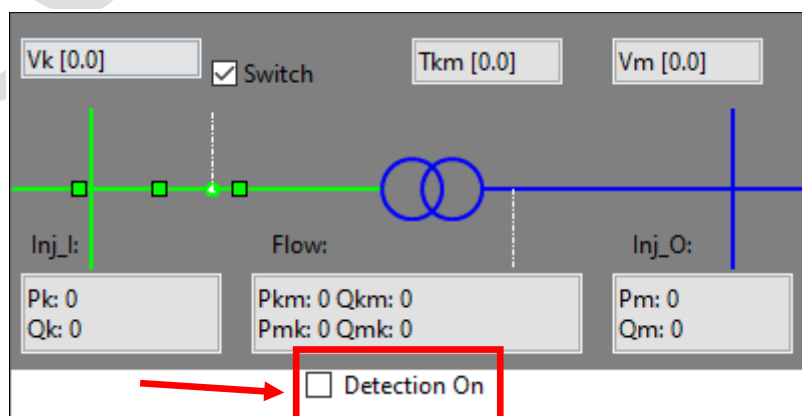 Vk [0.0]
Switch
Tkm [0.0]
Vm [0.0]
Inj_I:
Flow:
Inj_O:
Pk: 0
Qk: 0
Pkm: 0 Qkm: 0
Pmk: 0 Qmk: 0
Pm: 0
Qm: 0
Detection On